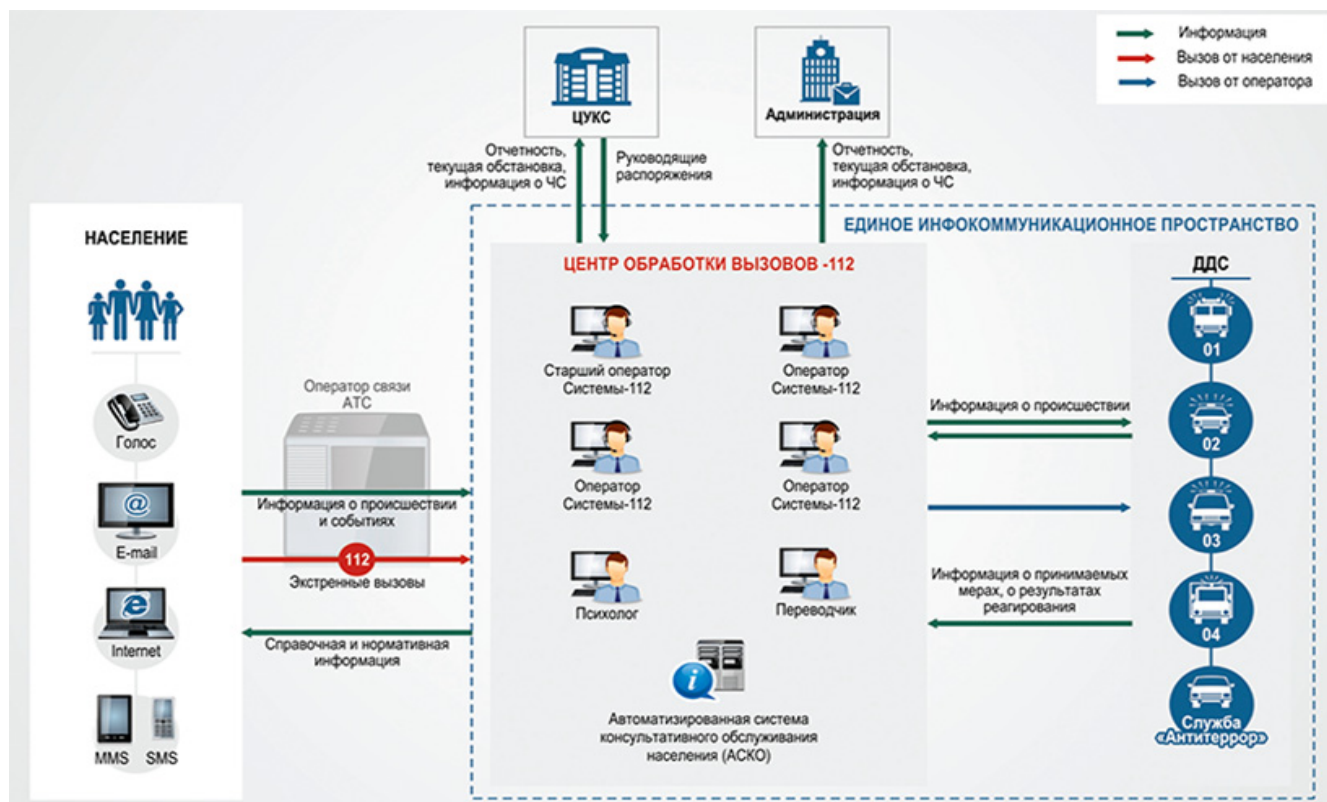 Информация
Вызов от населения
Вызов от оператора
ЦУКС
Администрация
Отчетность,
текущая обстановка,
информация о ЧС
Руководящие
распоряжения
Отчетность,
текущая обстановка,
информация о ЧС
НАСЕЛЕНИЕ
Голос
@
E-mail
Internet
MMS
SMS
Оператор связи
АТС
Информация о происшествии
и событиях
112
Экстренные вызовы
Справочная и нормативная
информация
ЕДИНОЕ ИНФОКОММУНИКАЦИОННОЕ ПРОСТРАНСТВО
ЦЕНТР ОБРАБОТКИ ВЫЗОВОВ -112
Старший оператор
Системы-112
Оператор
Системы-112
Оператор
Системы-112
Оператор
Системы-112
Психолог
Переводчик
i
Автоматизированная система
консультативного обслуживания
населения (АСКО)
Информация о происшествии
Информация о принимаемых
мерах, о результатах
реагирования
ДДС
01
02
03
04
Служба
«Антитеррор»